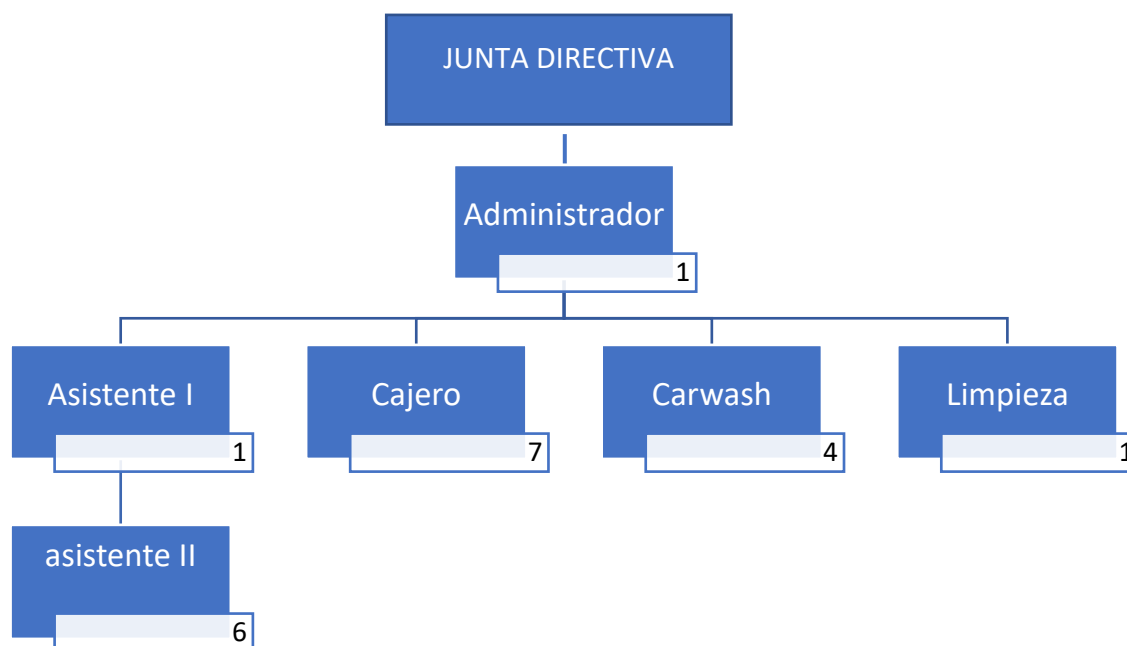 JUNTA DIRECTIVA
Administrador
1
Asistente I
1
Cajero
7
Carwash
4
Limpieza
1
asistente II
6